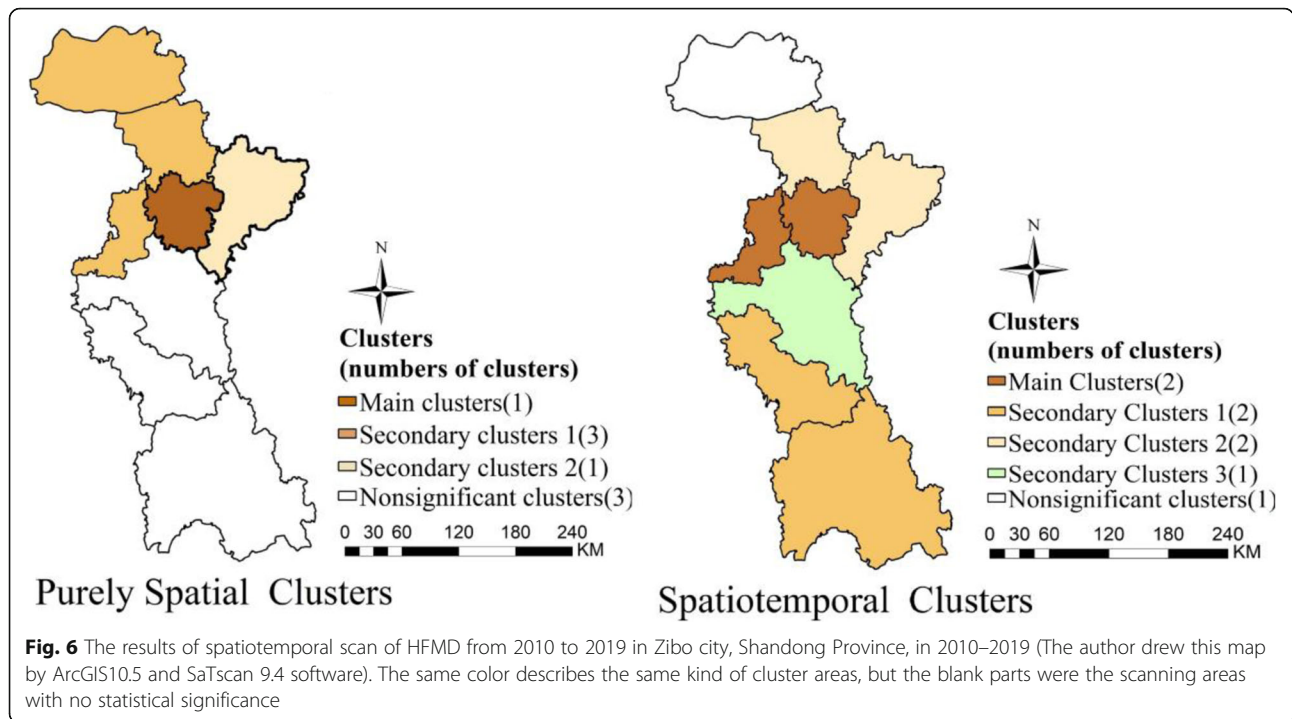 N
Clusters
(numbers of clusters)
Main clusters(1)
Secondary clusters 1(3)
Secondary clusters 2(1)
Nonsignificant clusters(3)
0 30 60 120 180 240
KM
Purely Spatial Clusters
N
Clusters
(numbers of clusters)
Main Clusters(2)
Secondary Clusters 1(2)
Secondary Clusters 2(2)
Secondary Clusters 3(1)
Nonsignificant clusters(1)
0 30 60 120 180 240
KM
Spatiotemporal Clusters
Fig. 6 The results of spatiotemporal scan of HFMD from 2010 to 2019 in Zibo city, Shandong Province, in 2010–2019 (The author drew this map
by ArcGIS10.5 and SaTscan 9.4 software). The same color describes the same kind of cluster areas, but the blank parts were the scanning areas
with no statistical significance